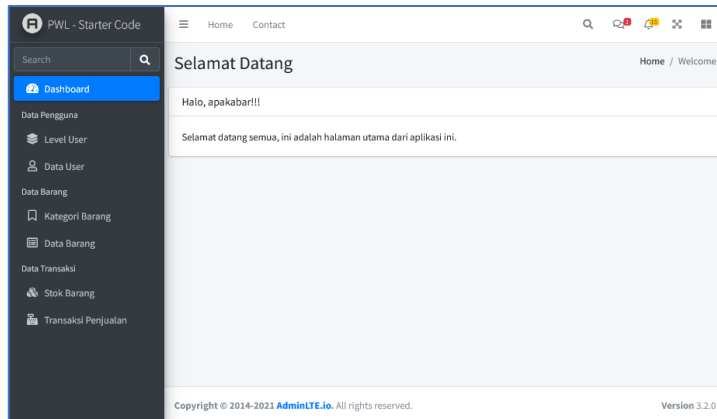 PWL - Starter Code
Search
Dashboard
Data Pengguna
Level User
Data User
Data Barang
Kategori Barang
Data Barang
Data Transaksi
Stok Barang
Transaksi Penjualan
Home Contact
3 15
Selamat Datang
Home / Welcome
Halo, apakabar!!!
Selamat datang semua, ini adalah halaman utama dari aplikasi ini.
Copyright © 2014-2021 AdminLTE.io. All rights reserved.
Version 3.2.0